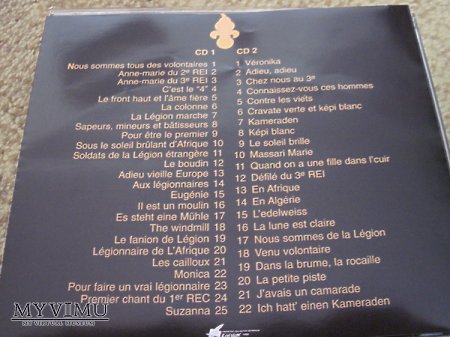 CD 1
Nous sommes tous des volontaires 1
Anne-marie du 2e REI 2
Anne-marie du 3e REI 3
C'est le "4" 4
Le front haut et l'âme fière 5
La colonne 6
La Légion marche 7
Sapeurs, mineurs et bâtisseurs 8
Pour être le premier 9
Sous le soleil brûlant d'Afrique 10
Soldats de la Légion étrangère 11
Le boudin 12
Adieu vieille Europe 13
Aux légionnaires 14
Eugénie 15
Il est un moulin 16
Es steht eine Mühle 17
The windmill 18
Le fanion de Légion 19
Légionnaire de L'Afrique 20
Les cailloux 21
Monica 22
Pour faire un vrai légionnaire 23
Premier chant du 1er REC 24
Suzanna 25
CD 2
1 Véronika
2 Adieu, adieu
3 Chez nous au 3e
4 Connaissez-vous ces hommes
5 Contre les viets
6 Cravate verte et képi blanc
7 Kameraden
8 Képi blanc
9 Le soleil brille
10 Massari Marie
11 Quand on a une fille dans l'cuir
12 Défilé du 3e REI
13 En Afrique
14 En Algérie
15 L'edelweiss
16 La lune est claire
17 Nous sommes de la Légion
18 Venu volontaire
19 Dans la brume, la rocaille
20 La petite piste
21 J'avais un camarade
22 Ich hatt' einen Kameraden
MYVIMU
MY VIRTUAL MUSEUM